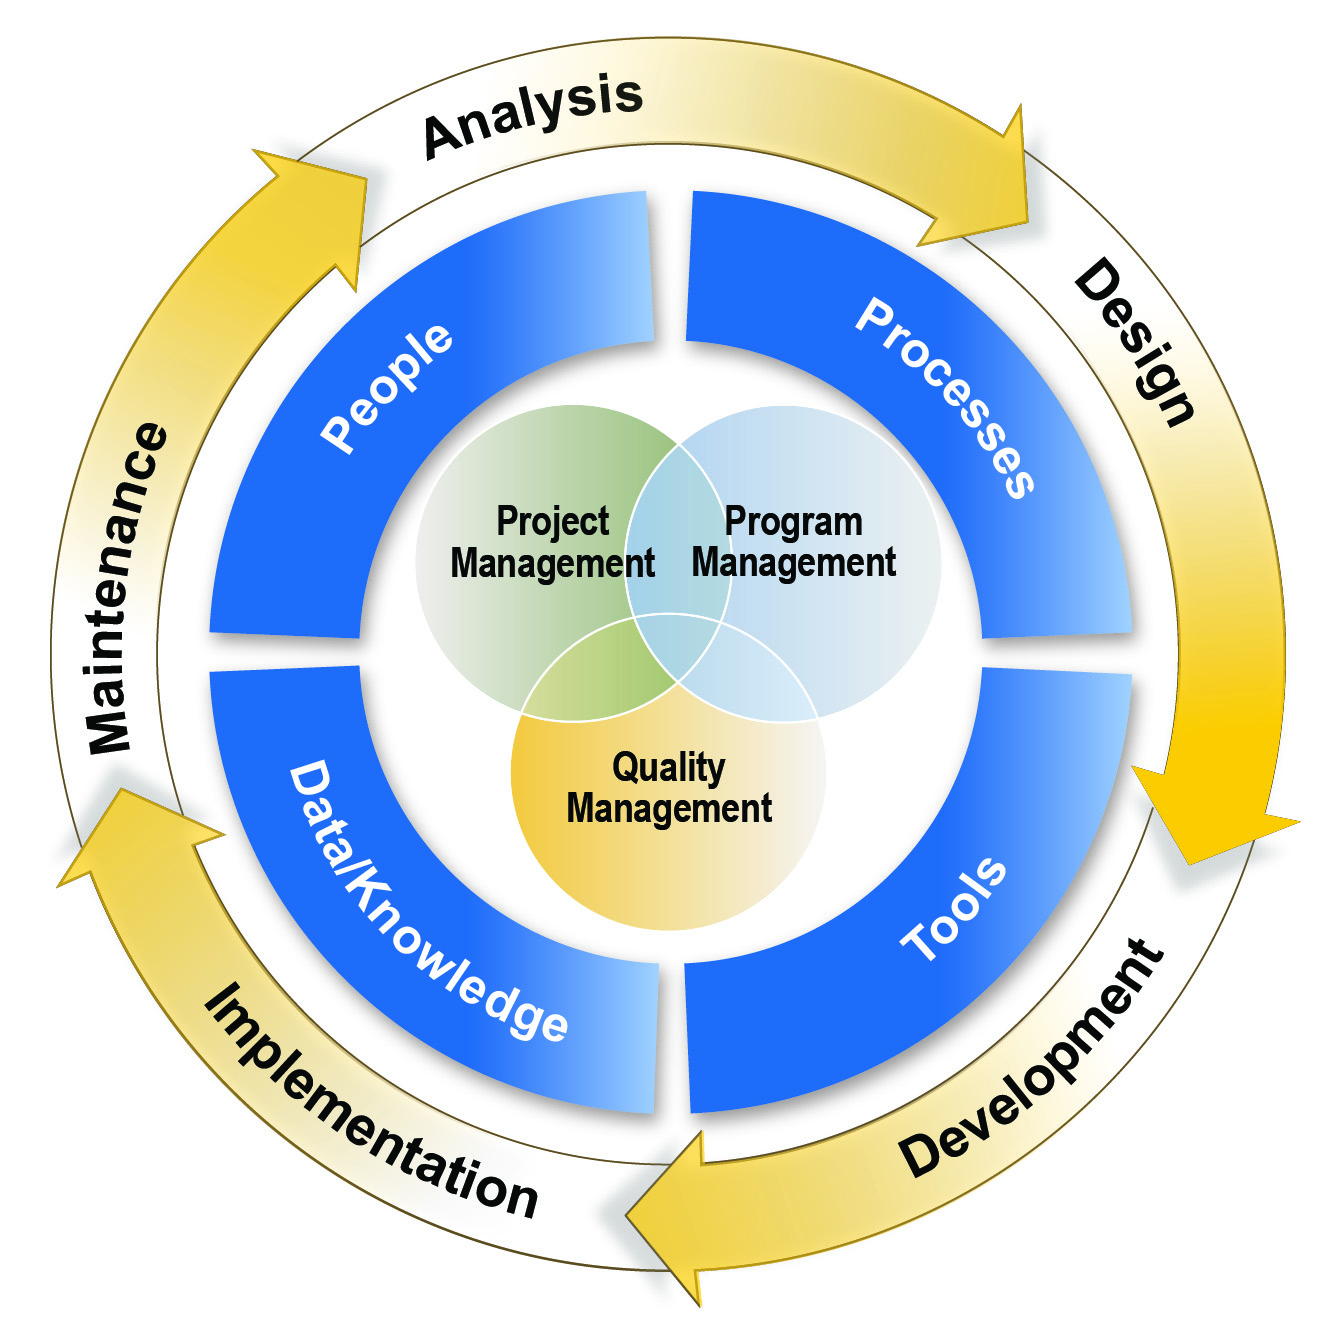 Analysis
Design
Development
Implementation
Maintenance
People
Processes
Tools
Data/Knowledge
Project
Management
Program
Management
Quality
Management